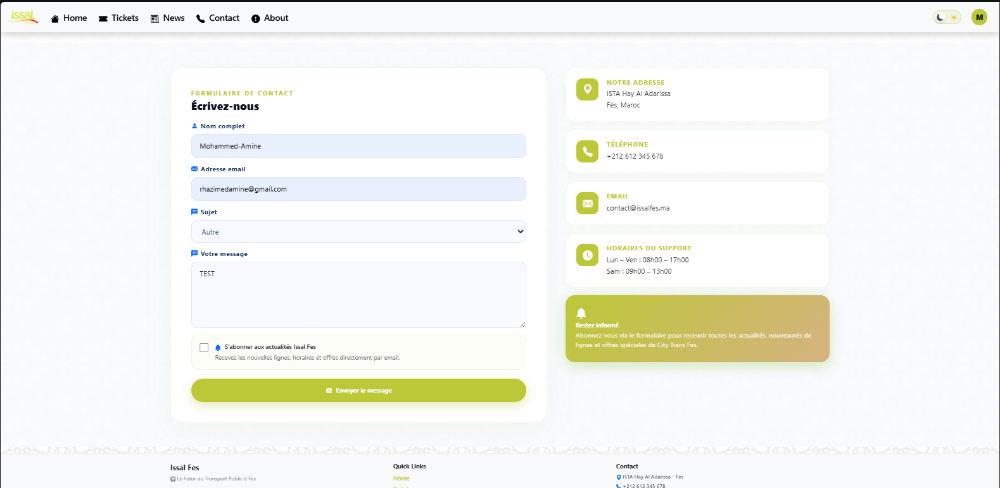 issal
FES
Home
Tickets
News
Contact
About
M
FORMULAIRE DE CONTACT
Écrivez-nous
Nom complet
Mohammed-Amine
Adresse email
rhazimedamine@gmail.com
Sujet
Autre
Votre message
TEST
S'abonner aux actualités Issal Fes
Recevez les nouvelles lignes, horaires et offres directement par email.
Envoyer le message
NOTRE ADRESSE
ISTA Hay Al Adarissa
Fès, Maroc
TÉLÉPHONE
+212 612 345 678
EMAIL
contact@issalfes.ma
HORAIRES DU SUPPORT
Lun – Ven : 08h00 – 17h00
Sam : 09h00 – 13h00
Restez informé
Abonnez-vous via le formulaire pour recevoir toutes les actualités, nouveautés de
lignes et offres spéciales de City Trans Fes.
Issal Fes
Le Futur du Transport Public à Fès
Quick Links
Home
Contact
ISTA Hay Al Adarissa - Fès
+212 612 345 678